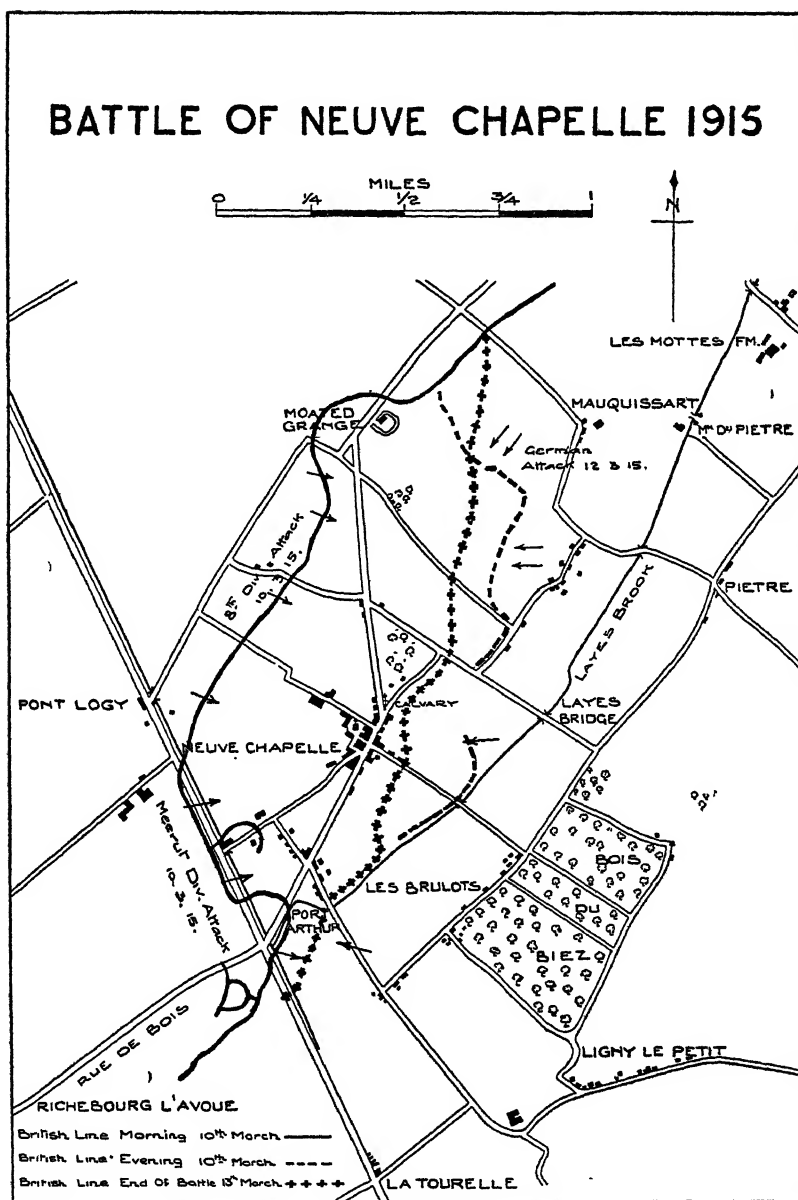 BATTLE OF NEUVE CHAPELLE 1915
MILES
0 1/4 1/2 3/4 1
N
LES MOTTES FM.
MAUQUISSART
Mn DU PIETRE
MOATED
GRANGE
German
Attack 12 3 15.
8th Div. Attack
10. 3. 15.
PIETRE
LAYES BROOK
PONT LOGY
CALVARY
LAYES
BRIDGE
NEUVE CHAPELLE
Meerut Div. Attack
10. 3. 15.
BOIS
DU
BIEZ
LES BRULOTS
PORT
ARTHUR
RUE DE BOIS
LIGNY LE PETIT
RICHEBOURG L'AVOUE
British Line Morning 10th March
British Line Evening 10th March
British Line End Of Battle 13th March
LA TOURELLE